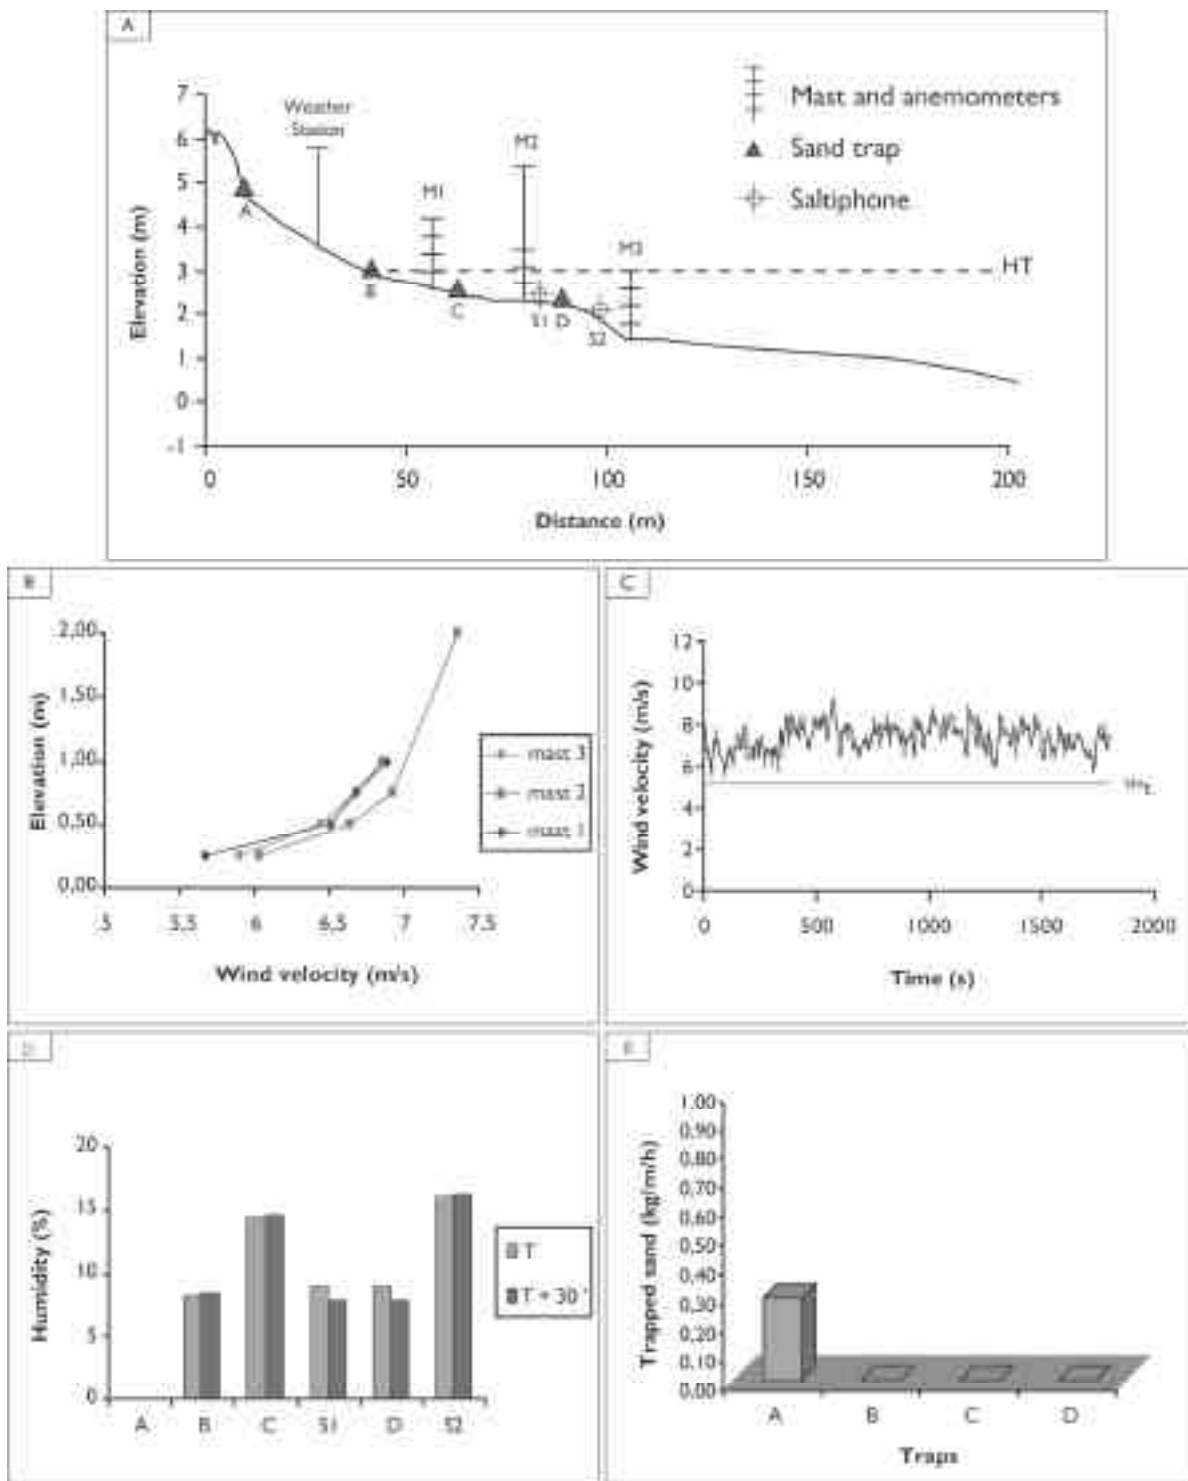 A
7
6
5
4
3
2
1
0
-1
Elevation (m)
Weather
Station
M1
M2
M3
A
B
C
S1
D
S2
HT
Mast and anemometers
Sand trap
Saltiphone
0
50
100
150
200
Distance (m)
B
2,00
1,50
1,00
0,50
0,00
Elevation (m)
mast 3
mast 2
mast 1
5
5,5
6
6,5
7
7,5
Wind velocity (m/s)
C
12
10
8
6
4
2
0
Wind velocity (m/s)
0
500
1000
1500
2000
Time (s)
D
20
15
10
5
0
Humidity (%)
T
T + 30'
A
B
C
S1
D
S2
E
1.00
0.90
0.80
0.70
0.60
0.50
0.40
0.30
0.20
0.10
0.00
Trapped sand (kg/m/h)
A
B
C
D
Traps